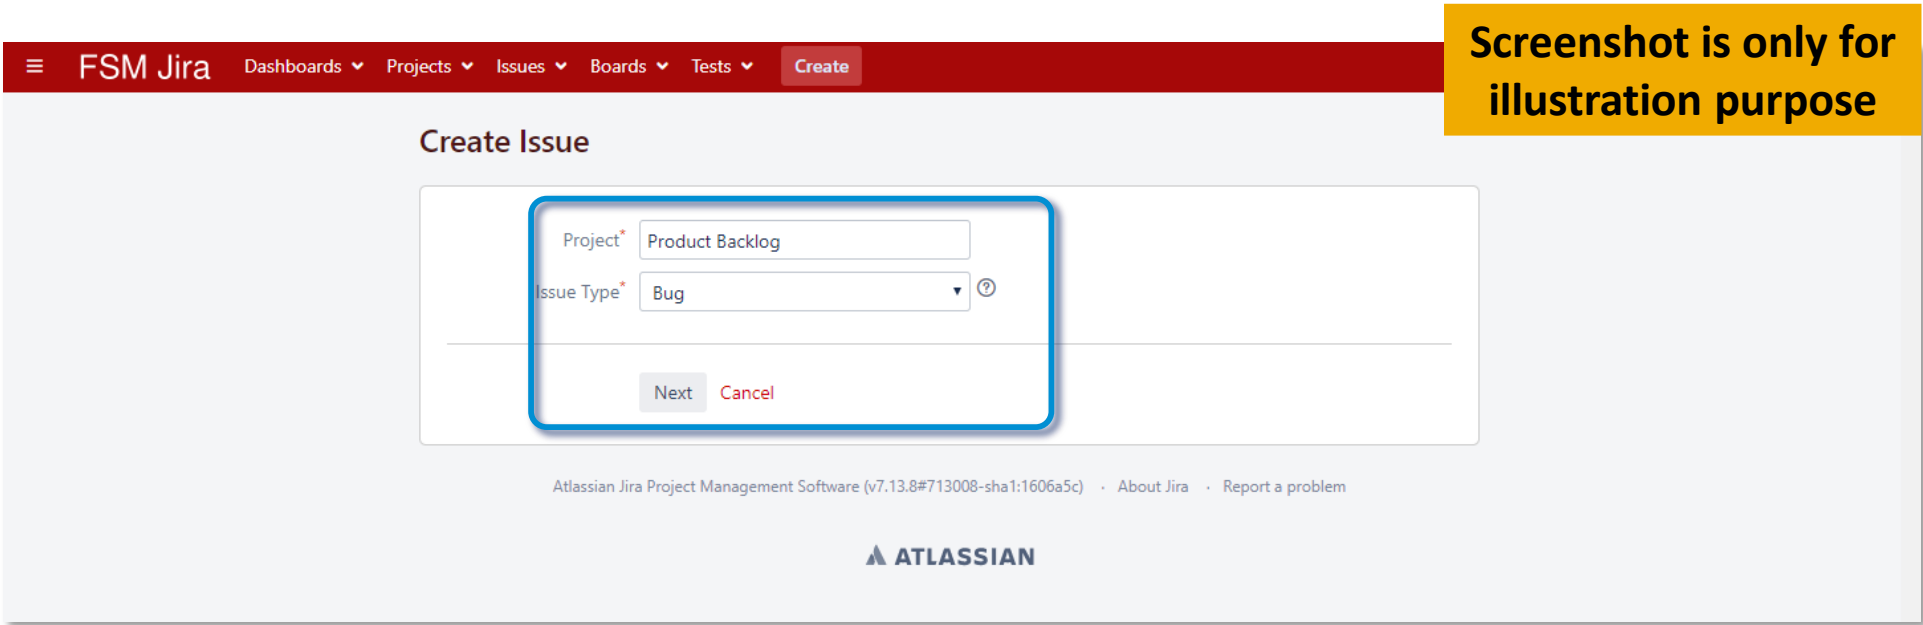 Screenshot is only for
illustration purpose
FSM Jira Dashboards Projects Issues Boards Tests Create
Create Issue
Project* Product Backlog
Issue Type* Bug ?
Next Cancel
Atlassian Jira Project Management Software (v7.13.8#713008-sha1:1606a5c) · About Jira · Report a problem
ATLASSIAN